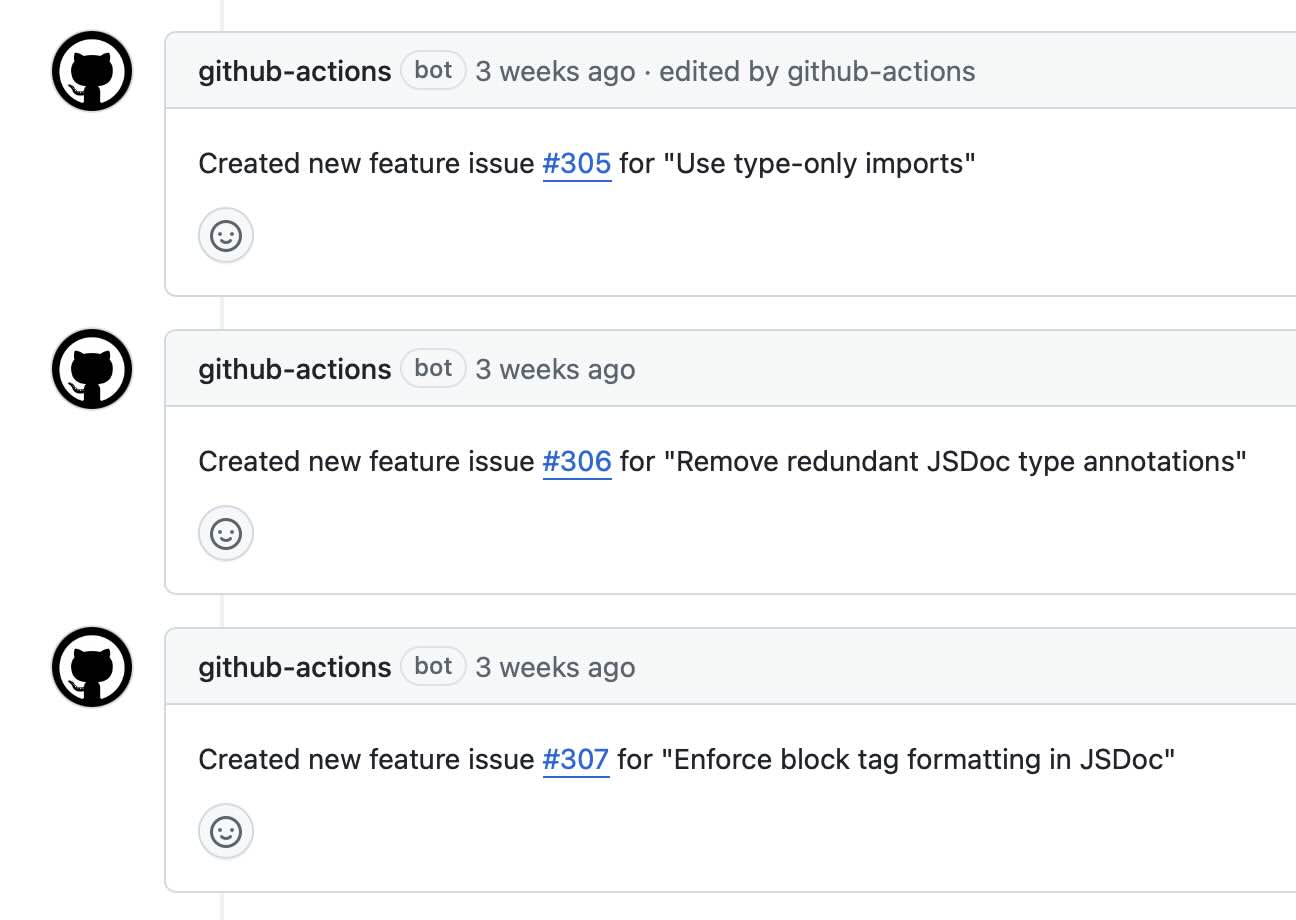 github-actions bot 3 weeks ago · edited by github-actions
Created new feature issue #305 for "Use type-only imports"
github-actions bot 3 weeks ago
Created new feature issue #306 for "Remove redundant JSDoc type annotations"
github-actions bot 3 weeks ago
Created new feature issue #307 for "Enforce block tag formatting in JSDoc"